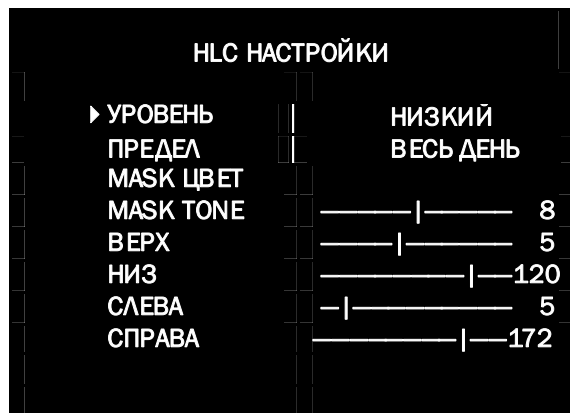 HLC НАСТРОЙКИ
УРОВЕНЬ НИЗКИЙ
ПРЕДЕЛ ВЕСЬ ДЕНЬ
MASK ЦВЕТ
MASK TONE 8
ВЕРХ 5
НИЗ 120
СЛЕВА 5
СПРАВА 172